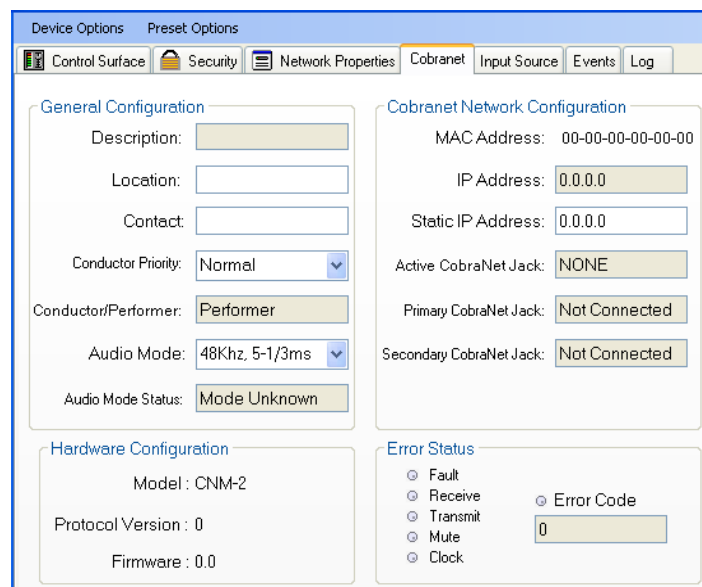 Device Options Preset Options
Control Surface Security Network Properties Cobranet Input Source Events Log
General Configuration
Description:
Location:
Contact:
Conductor Priority: Normal
Conductor/Performer: Performer
Audio Mode: 48Khz, 5-1/3ms
Audio Mode Status: Mode Unknown
Cobranet Network Configuration
MAC Address: 00-00-00-00-00-00
IP Address: 0.0.0.0
Static IP Address: 0.0.0.0
Active CobraNet Jack: NONE
Primary CobraNet Jack: Not Connected
Secondary CobraNet Jack: Not Connected
Hardware Configuration
Model : CNM-2
Protocol Version : 0
Firmware : 0.0
Error Status
Fault
Receive
Transmit
Mute
Clock
Error Code
0